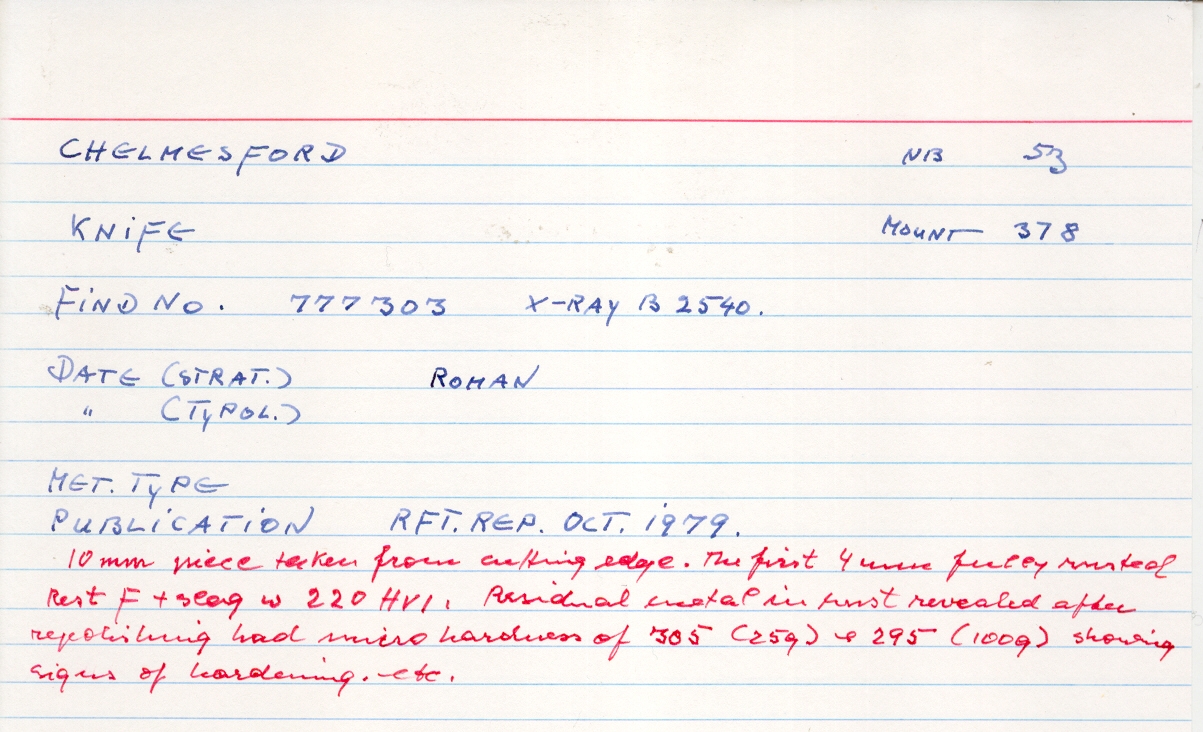 CHELMESFORD NB 53
KNiFE MOUNT 378
FiND NO. 777303 X-RAY B 2540.
DATE (STRAT.) ROMAN
" (TYPOL.)
MET. TYPE
PUBLiCATiON RFT. REP. OCT. 1979.
10 mm piece taken from cutting edge. The first 4 mm fully rusted
Rest F + slag w 220 HV1. Residual metal in rust revealed after
repolishing had micro hardness of 305 (25g) & 295 (100g) showing
signs of hardening. etc.